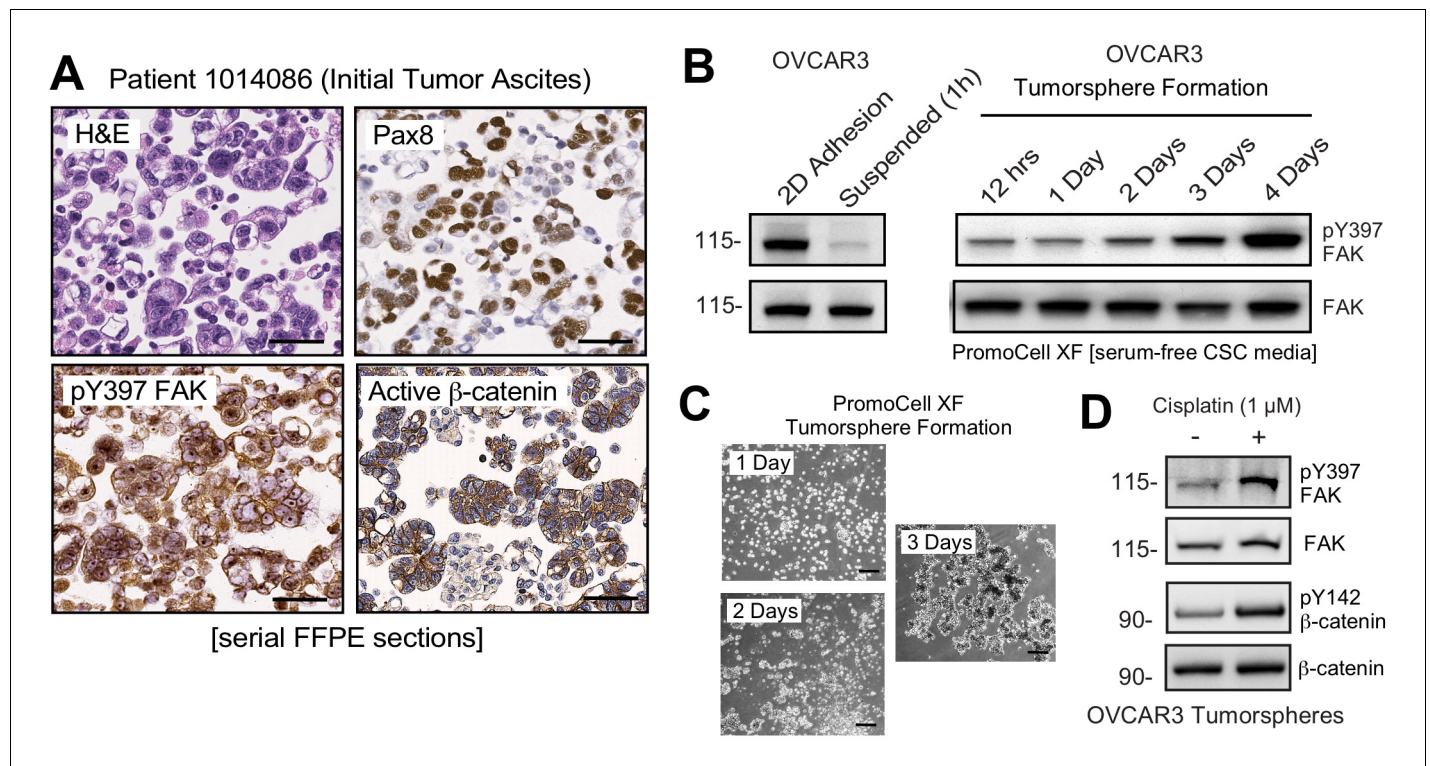 A
Patient 1014086 (Initial Tumor Ascites)
H&E
Pax8
pY397 FAK
Active β-catenin
[serial FFPE sections]
B
OVCAR3
2D Adhesion
Suspended (1h)
OVCAR3
Tumorsphere Formation
12 hrs
1 Day
2 Days
3 Days
4 Days
115-
pY397
FAK
115-
FAK
PromoCell XF [serum-free CSC media]
C
PromoCell XF
Tumorsphere Formation
1 Day
2 Days
3 Days
D
Cisplatin (1 µM)
- +
115-
pY397
FAK
115-
FAK
90-
pY142
β-catenin
90-
β-catenin
OVCAR3 Tumorspheres